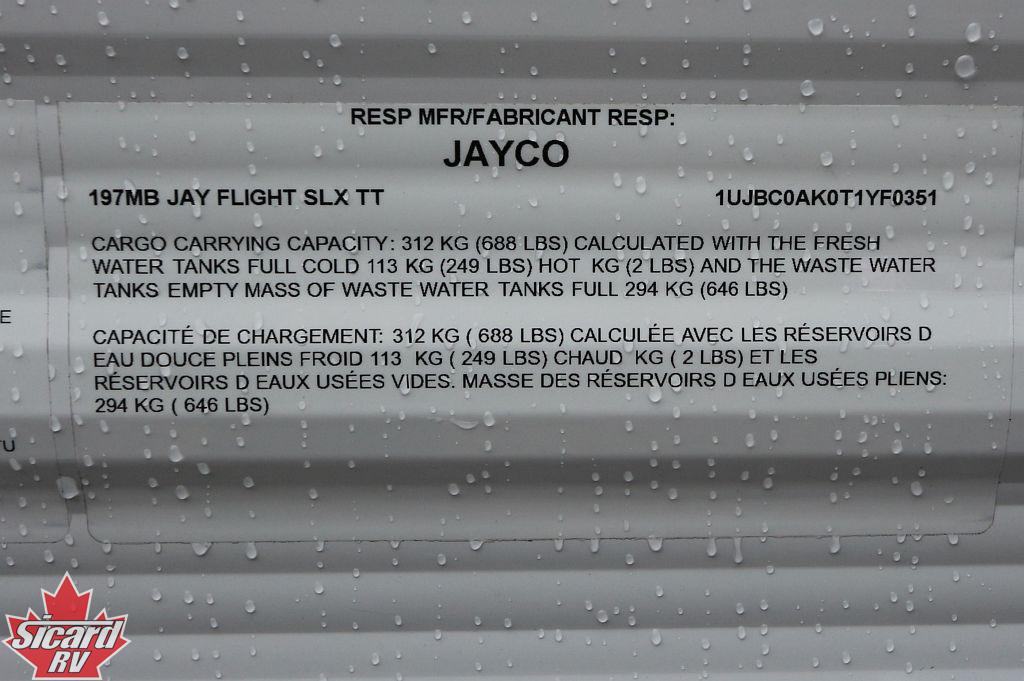 RESP MFR/FABRICANT RESP:
JAYCO
197MB JAY FLIGHT SLX TT 1UJBC0AK0T1YF0351
CARGO CARRYING CAPACITY: 312 KG (688 LBS) CALCULATED WITH THE FRESH
WATER TANKS FULL COLD 113 KG (249 LBS) HOT KG (2 LBS) AND THE WASTE WATER
TANKS EMPTY MASS OF WASTE WATER TANKS FULL 294 KG (646 LBS)
CAPACITÉ DE CHARGEMENT: 312 KG ( 688 LBS) CALCULÉE AVEC LES RÉSERVOIRS D
EAU DOUCE PLEINS FROID 113 KG ( 249 LBS) CHAUD KG ( 2 LBS) ET LES
RÉSERVOIRS D EAUX USÉES VIDES. MASSE DES RÉSERVOIRS D EAUX USÉES PLIENS:
294 KG ( 646 LBS)
E
TU
Sicard
RV